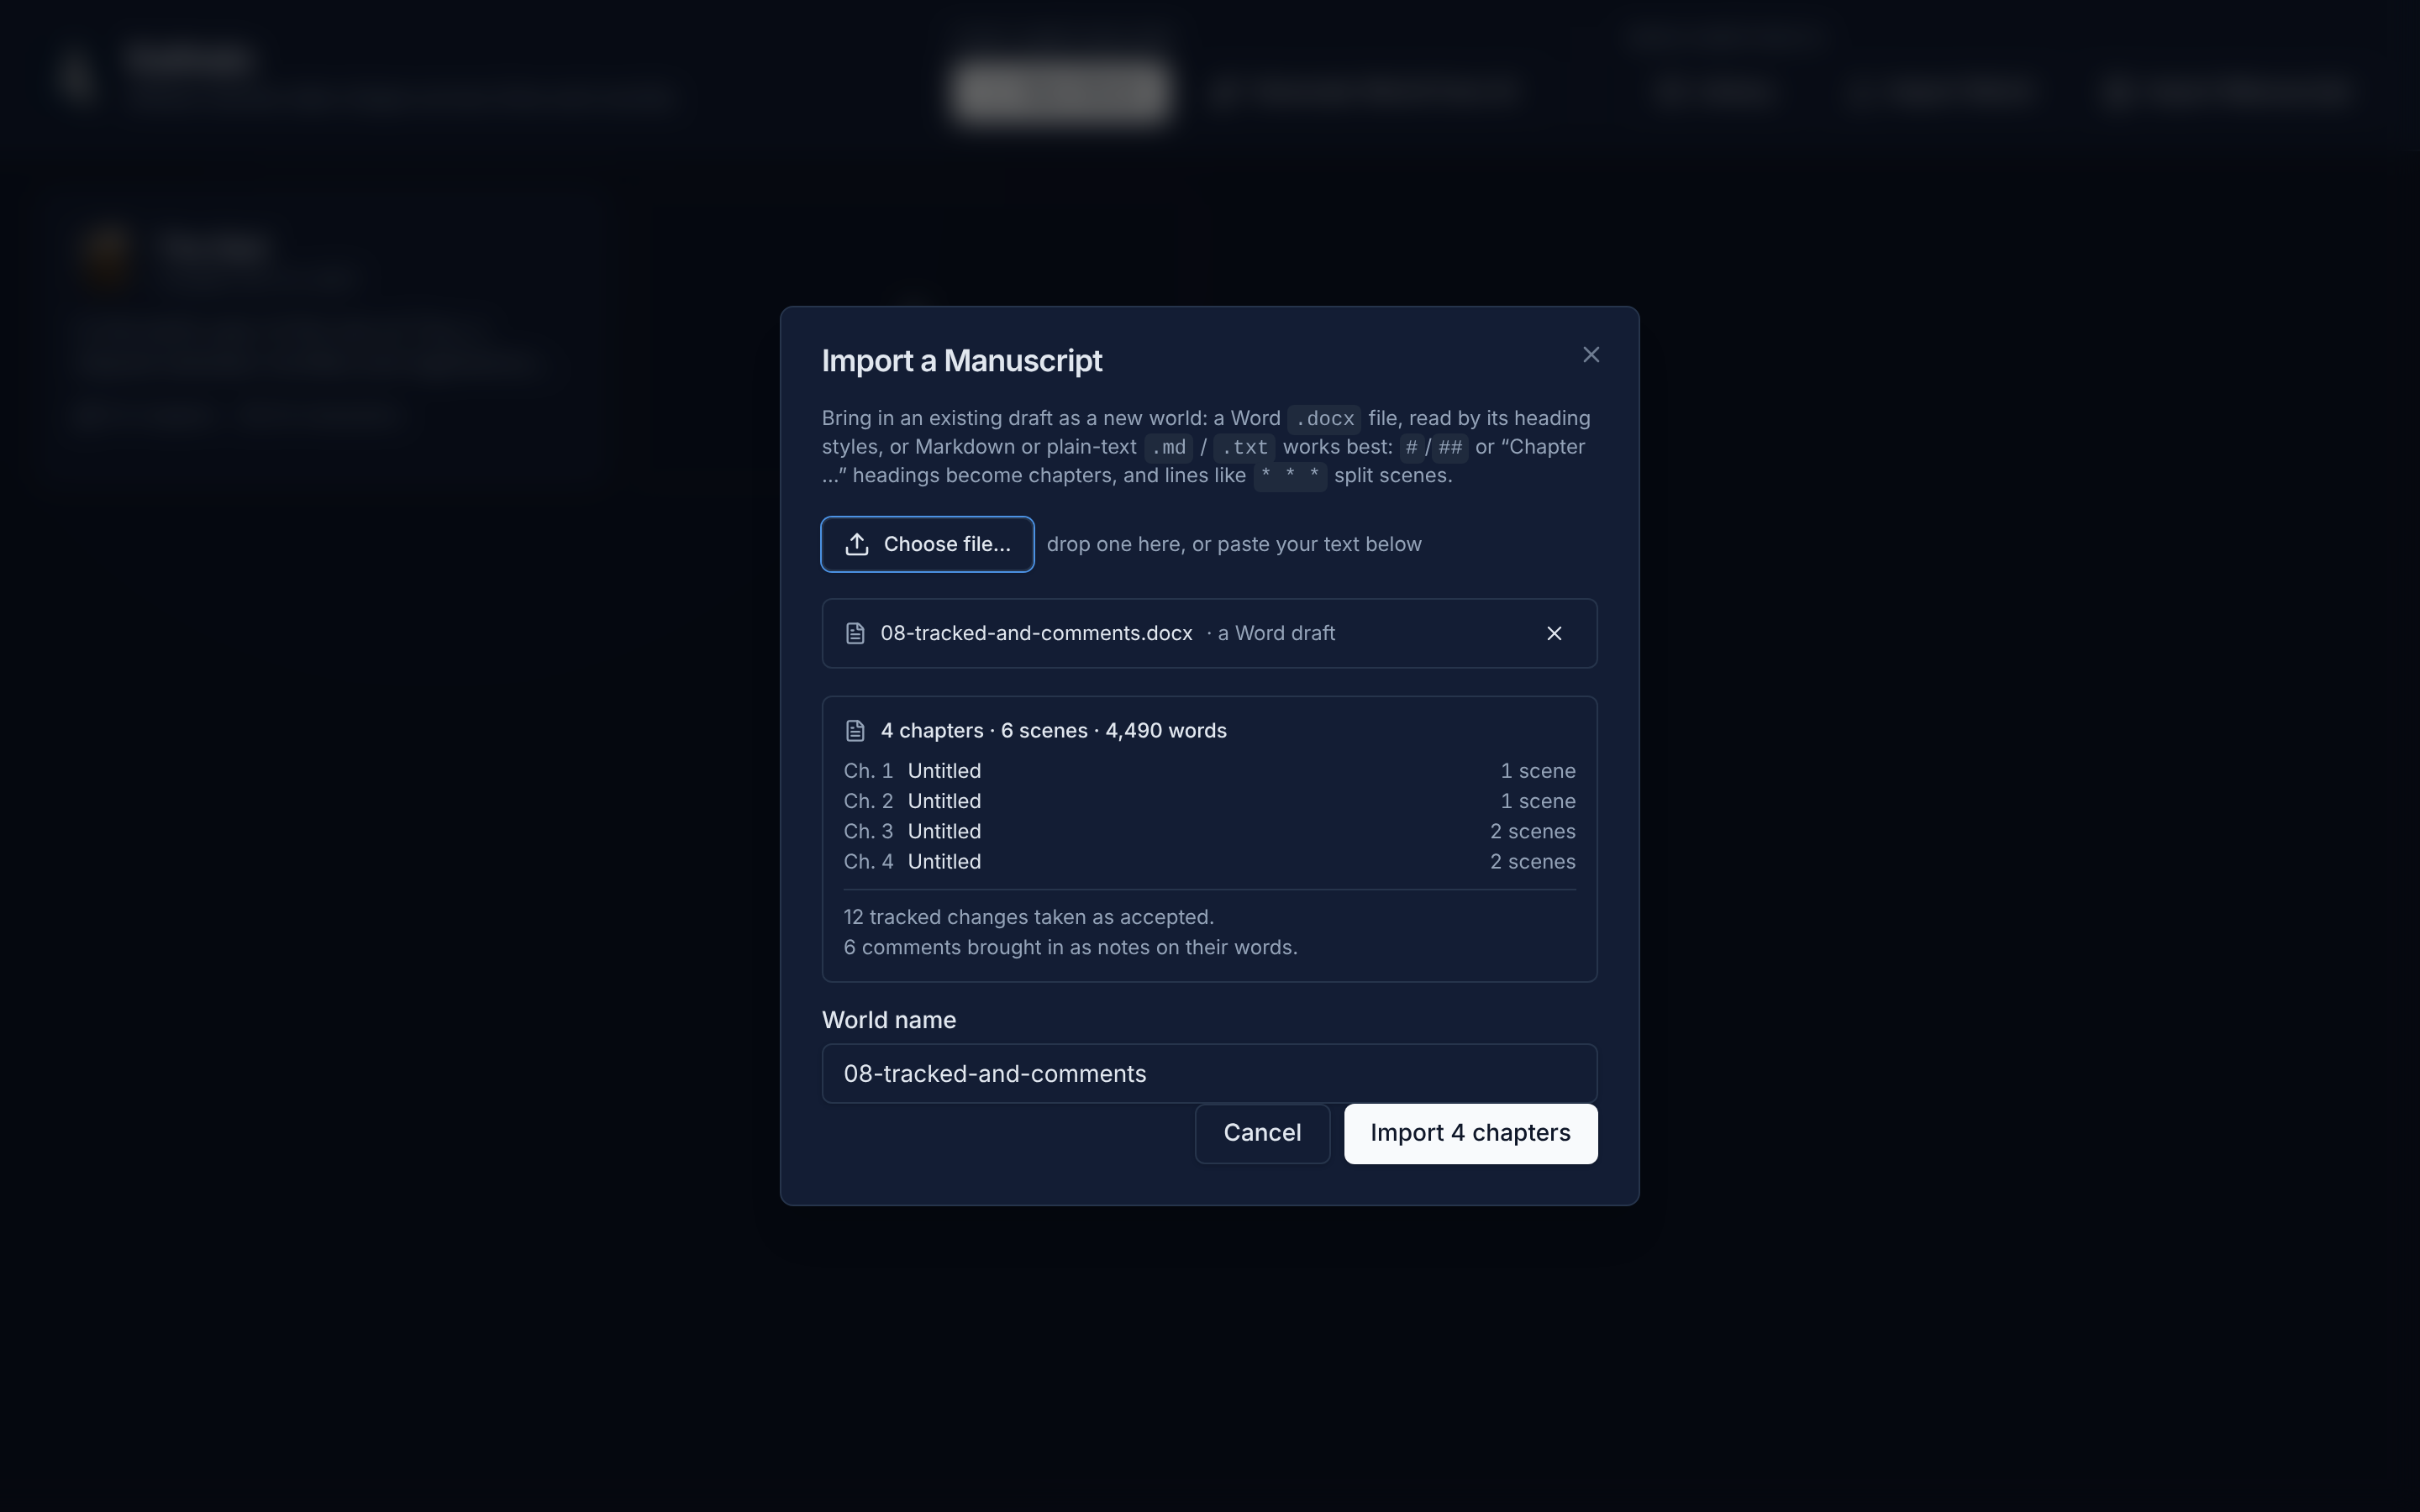 Import a Manuscript
Bring in an existing draft as a new world: a Word .docx file, read by its heading
styles, or Markdown or plain-text .md / .txt works best: #/## or “Chapter
…” headings become chapters, and lines like * * * split scenes.
Choose file… drop one here, or paste your text below
08-tracked-and-comments.docx · a Word draft
4 chapters · 6 scenes · 4,490 words
Ch. 1 Untitled 1 scene
Ch. 2 Untitled 1 scene
Ch. 3 Untitled 2 scenes
Ch. 4 Untitled 2 scenes
12 tracked changes taken as accepted.
6 comments brought in as notes on their words.
World name
08-tracked-and-comments
Cancel Import 4 chapters